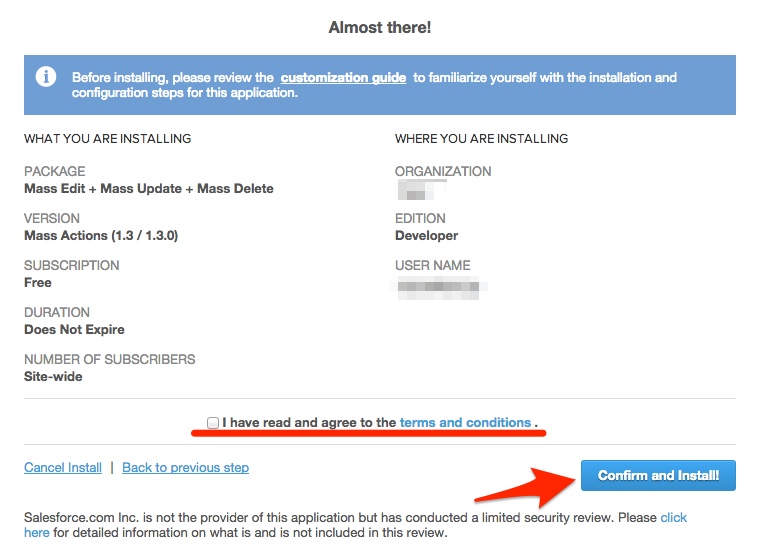 Almost there!
Before installing, please review the customization guide to familiarize yourself with the installation and
configuration steps for this application.
WHAT YOU ARE INSTALLING
PACKAGE
Mass Edit + Mass Update + Mass Delete
VERSION
Mass Actions (1.3 / 1.3.0)
SUBSCRIPTION
Free
DURATION
Does Not Expire
NUMBER OF SUBSCRIBERS
Site-wide
WHERE YOU ARE INSTALLING
ORGANIZATION
EDITION
Developer
USER NAME
I have read and agree to the terms and conditions .
Cancel Install | Back to previous step
Confirm and Install!
Salesforce.com Inc. is not the provider of this application but has conducted a limited security review. Please click
here for detailed information on what is and is not included in this review.